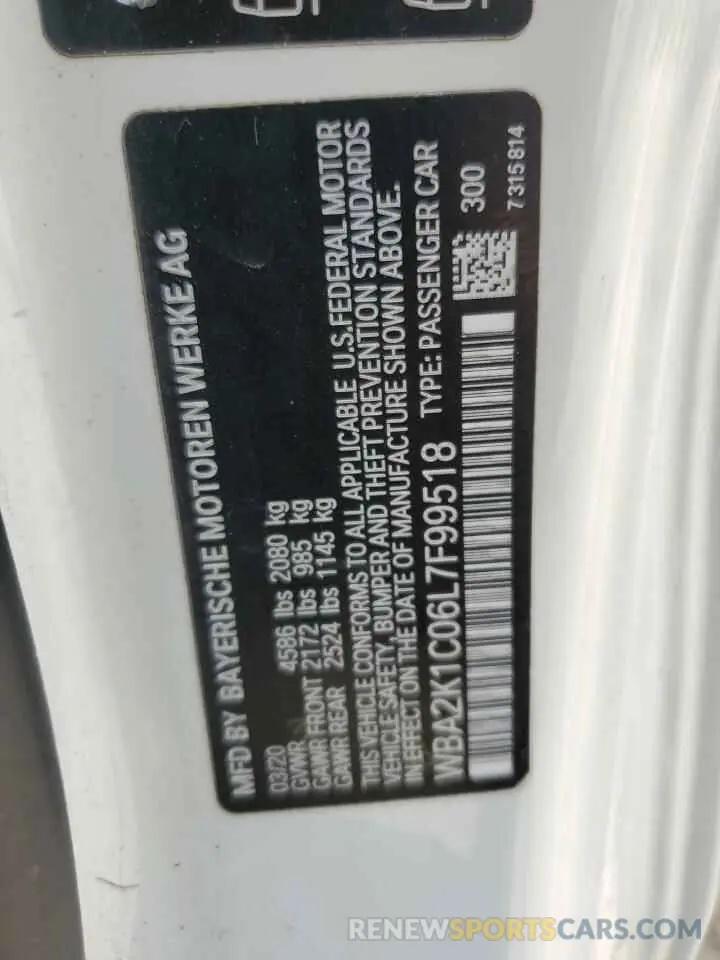 MFD BY BAYERISCHE MOTOREN WERKE AG
03/20
GVWR 4586 lbs 2080 kg
GAWR FRONT 2172 lbs 985 kg
GAWR REAR 2524 lbs 1145 kg
THIS VEHICLE CONFORMS TO ALL APPLICABLE U.S.FEDERAL MOTOR
VEHICLE SAFETY, BUMPER AND THEFT PREVENTION STANDARDS
IN EFFECT ON THE DATE OF MANUFACTURE SHOWN ABOVE.
WBA2K1C06L7F99518 TYPE: PASSENGER CAR
300
7315814
RENEWSPORTSCARS.COM